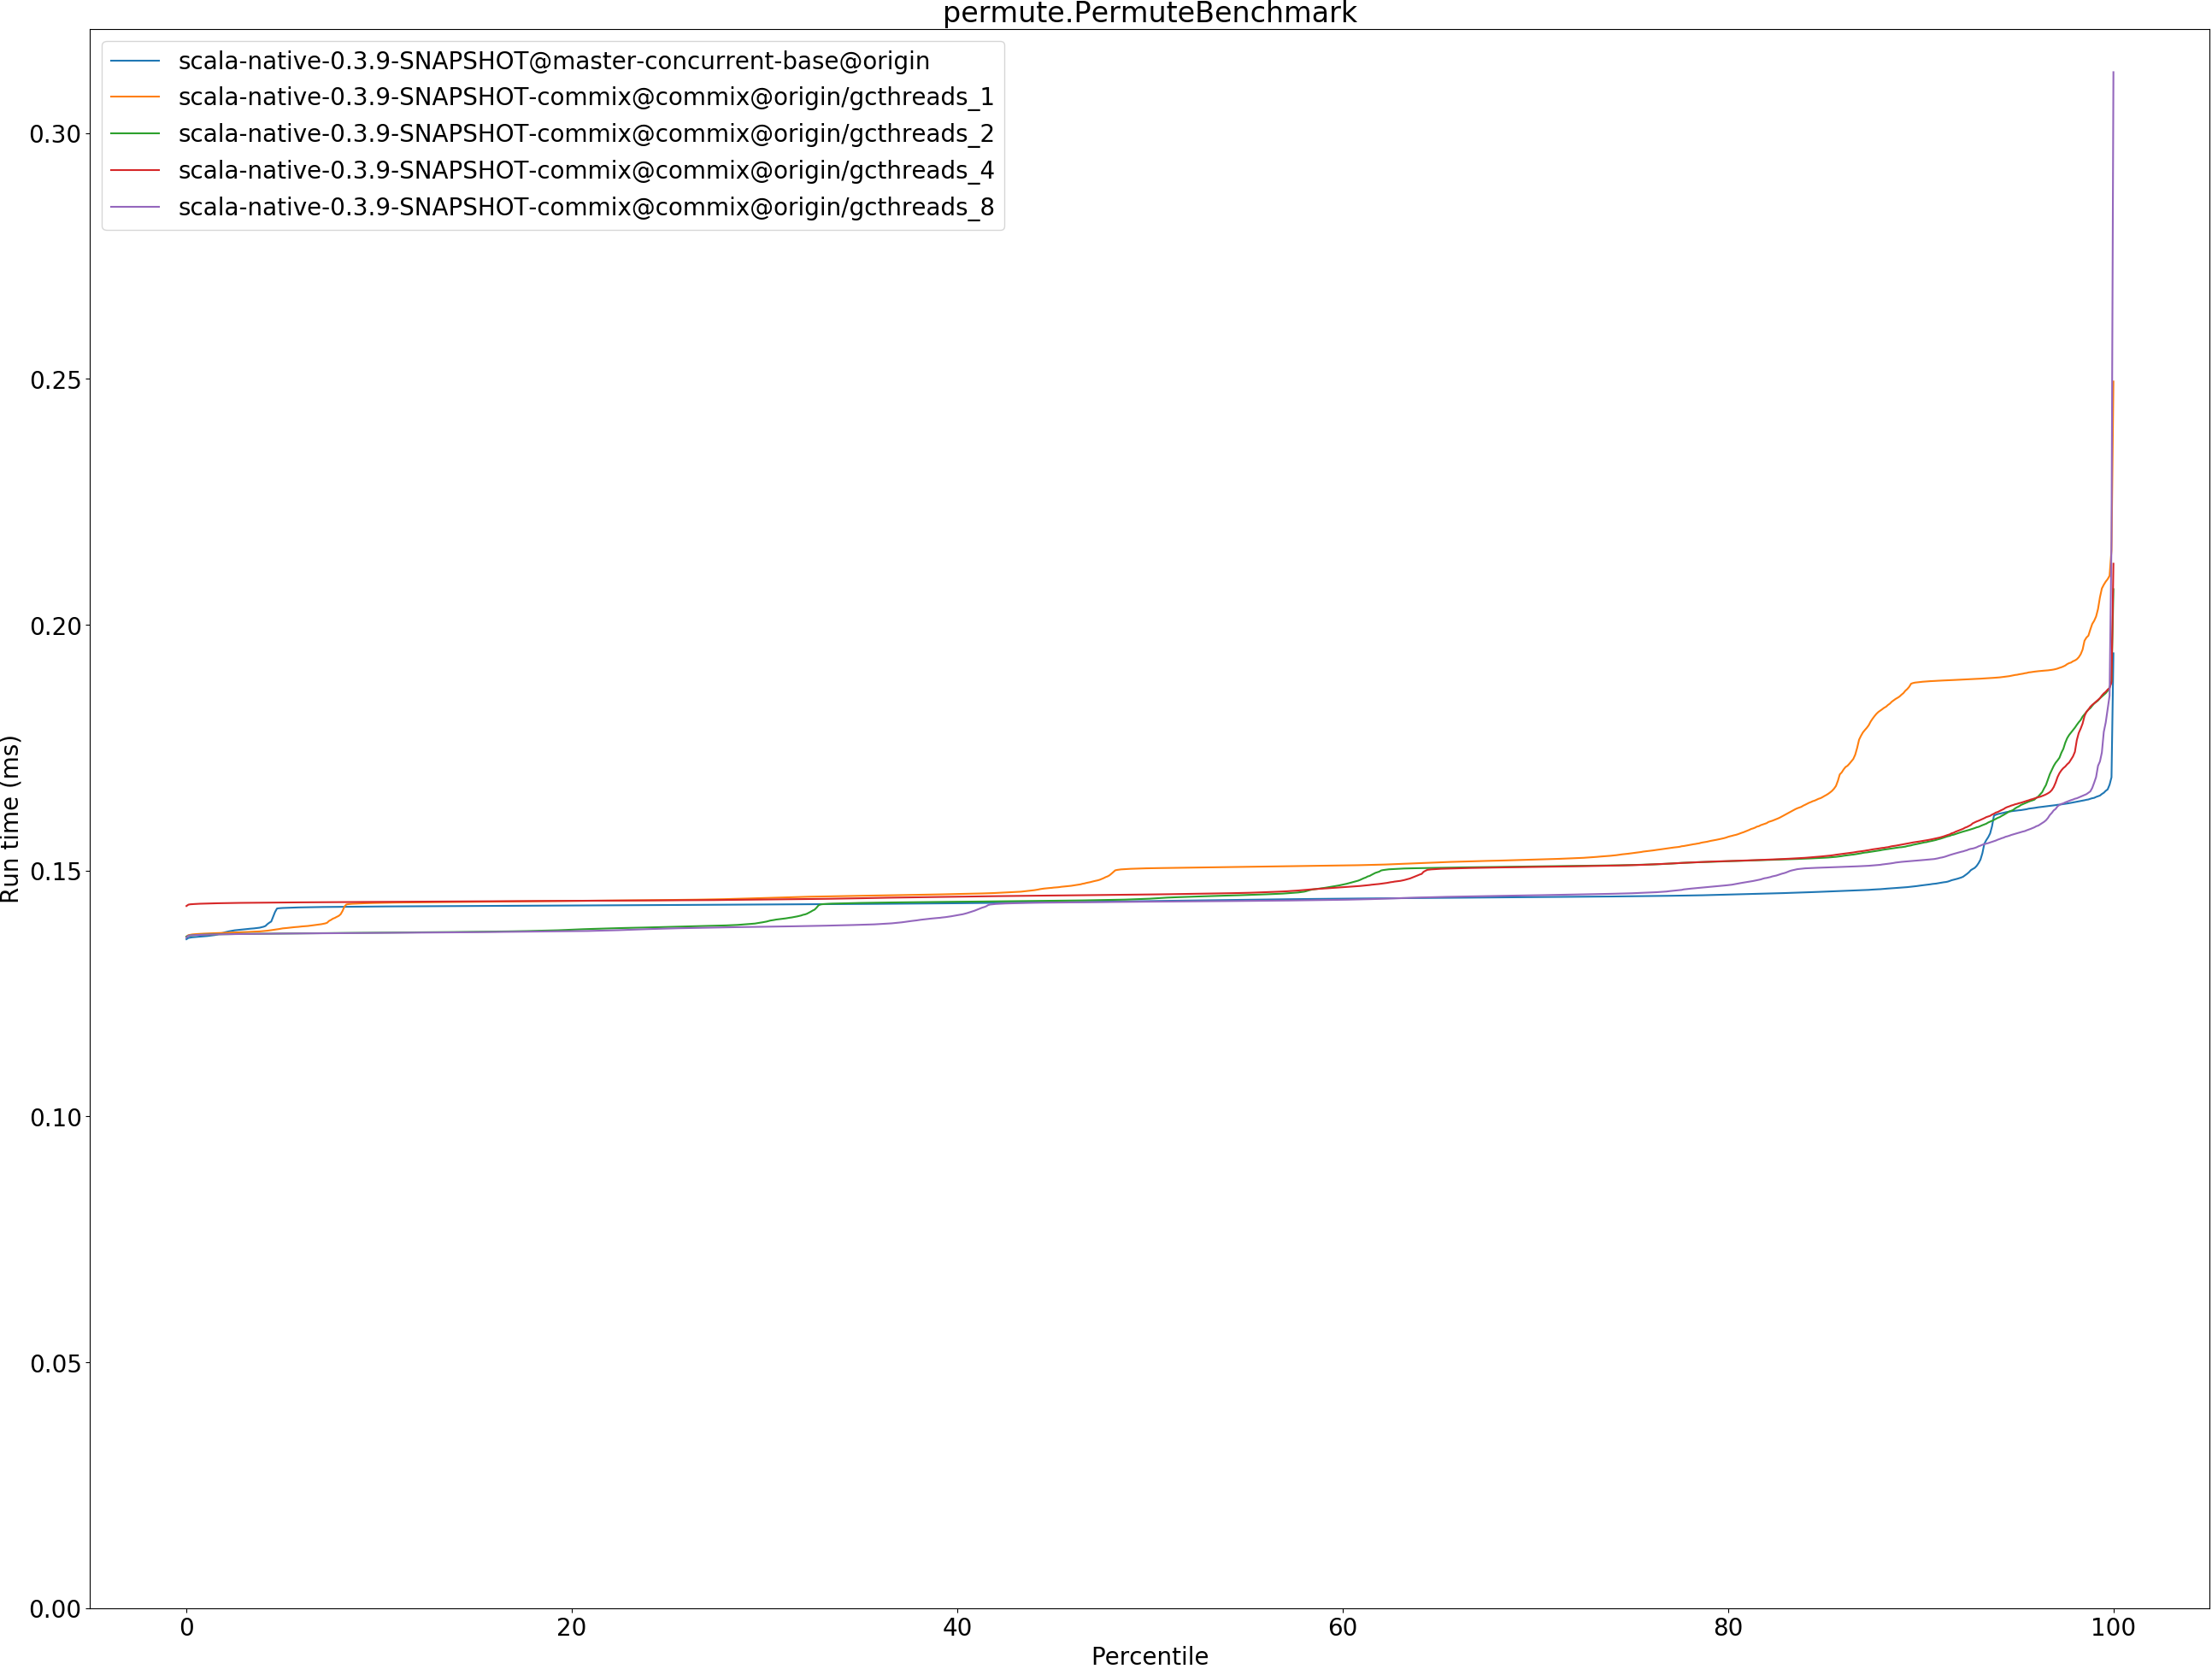 permute.PermuteBenchmark
scala-native-0.3.9-SNAPSHOT@master-concurrent-base@origin
scala-native-0.3.9-SNAPSHOT-commix@commix@origin/gcthreads_1
scala-native-0.3.9-SNAPSHOT-commix@commix@origin/gcthreads_2
scala-native-0.3.9-SNAPSHOT-commix@commix@origin/gcthreads_4
scala-native-0.3.9-SNAPSHOT-commix@commix@origin/gcthreads_8
0.30
0.25
0.20
0.15
0.10
0.05
0.00
Run time (ms)
0 20 40 60 80 100
Percentile